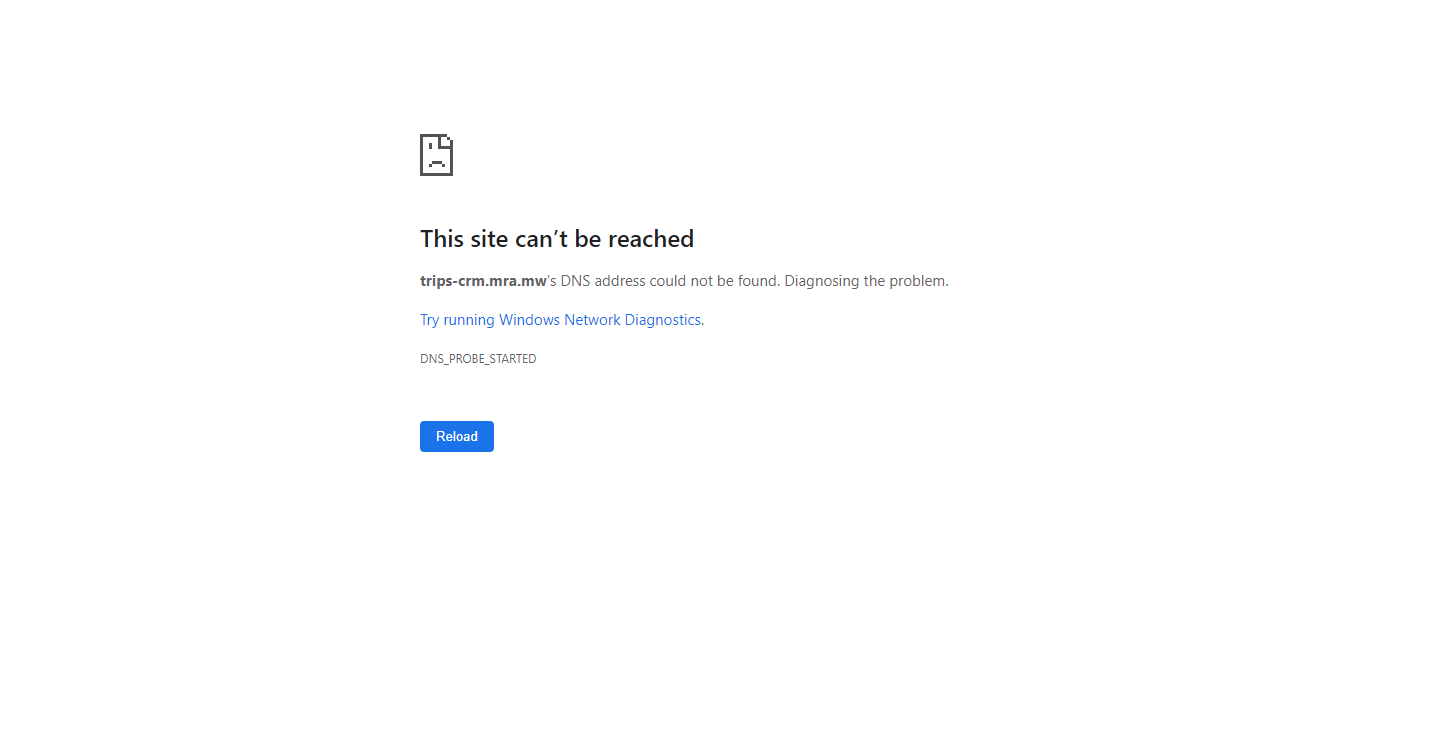 This site can’t be reached
trips-crm.mra.mw’s DNS address could not be found. Diagnosing the problem.
Try running Windows Network Diagnostics.
DNS_PROBE_STARTED
Reload